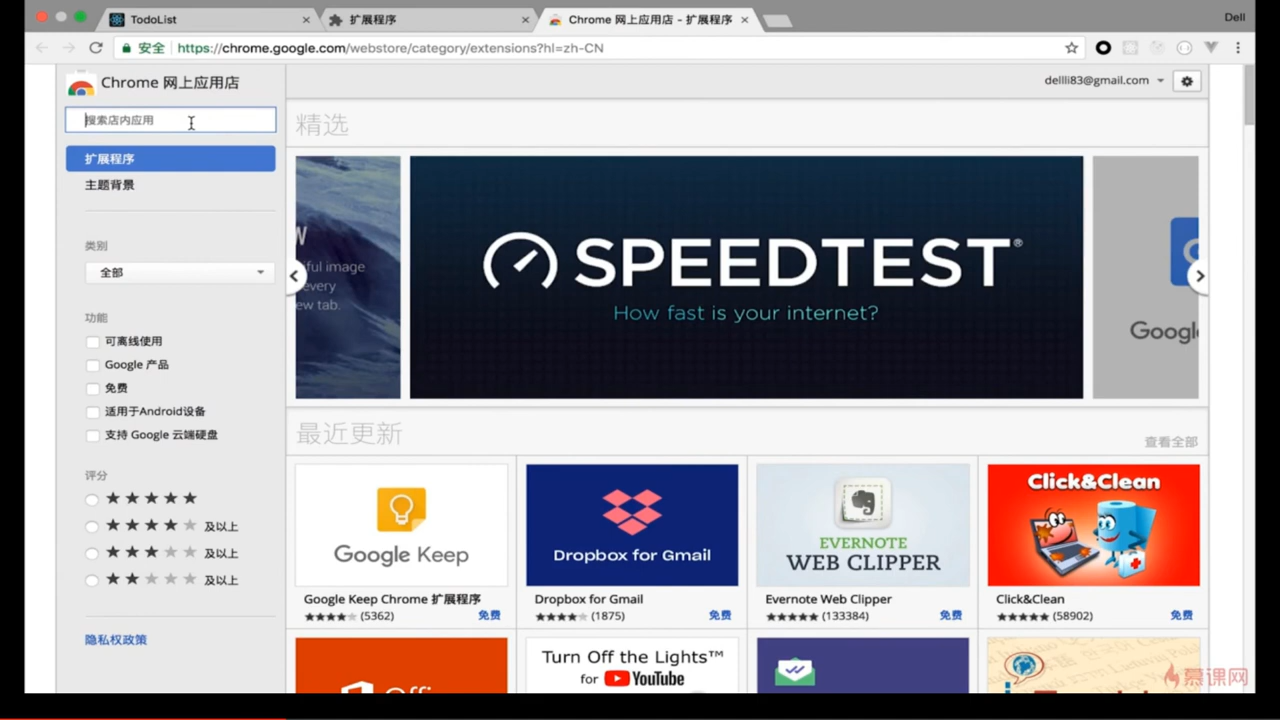 TodoList
扩展程序
Chrome 网上应用店 - 扩展程序
Dell
安全
https://chrome.google.com/webstore/category/extensions?hl=zh-CN
Chrome 网上应用店
dellli83@gmail.com
搜索店内应用
精选
扩展程序
主题背景
类别
全部
ful image
every
ew tab.
SPEEDTEST®
How fast is your internet?
功能
可离线使用
Google 产品
免费
适用于Android设备
支持 Google 云端硬盘
最近更新
查看全部
评分
及以上
及以上
及以上
隐私权政策
Google Keep
Dropbox for Gmail
EVERNOTE
WEB CLIPPER
Click&Clean
Google Keep Chrome 扩展程序
(5362)
免费
Dropbox for Gmail
(1875)
免费
Evernote Web Clipper
(133384)
免费
Click&Clean
(58902)
免费
Turn Off the Lights™
for YouTube
慕课网